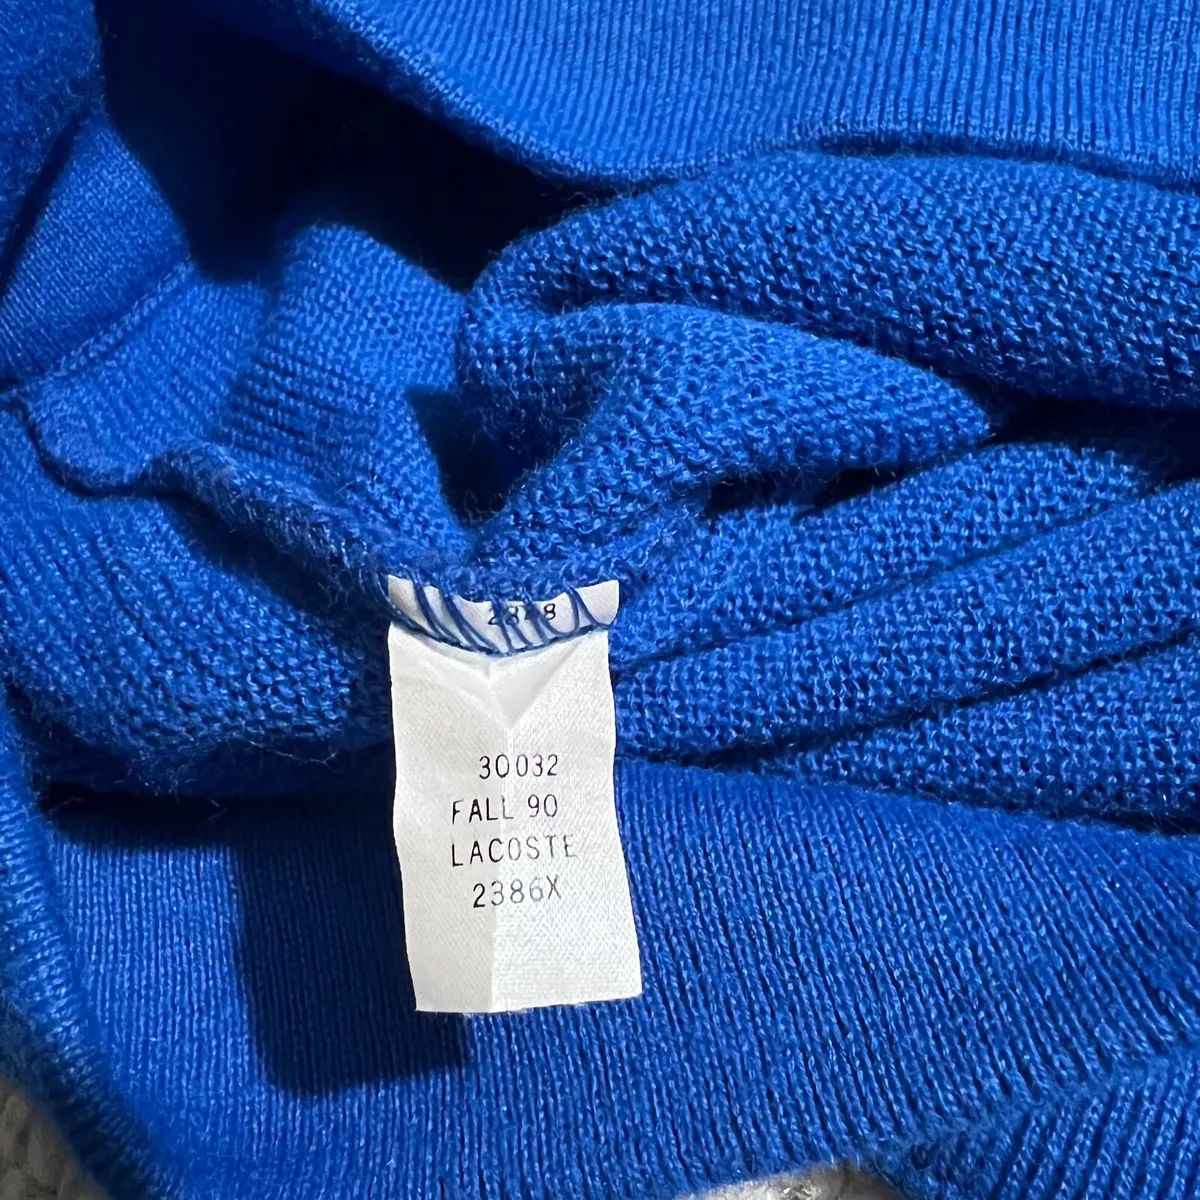 30032
FALL 90
LACOSTE
2386X